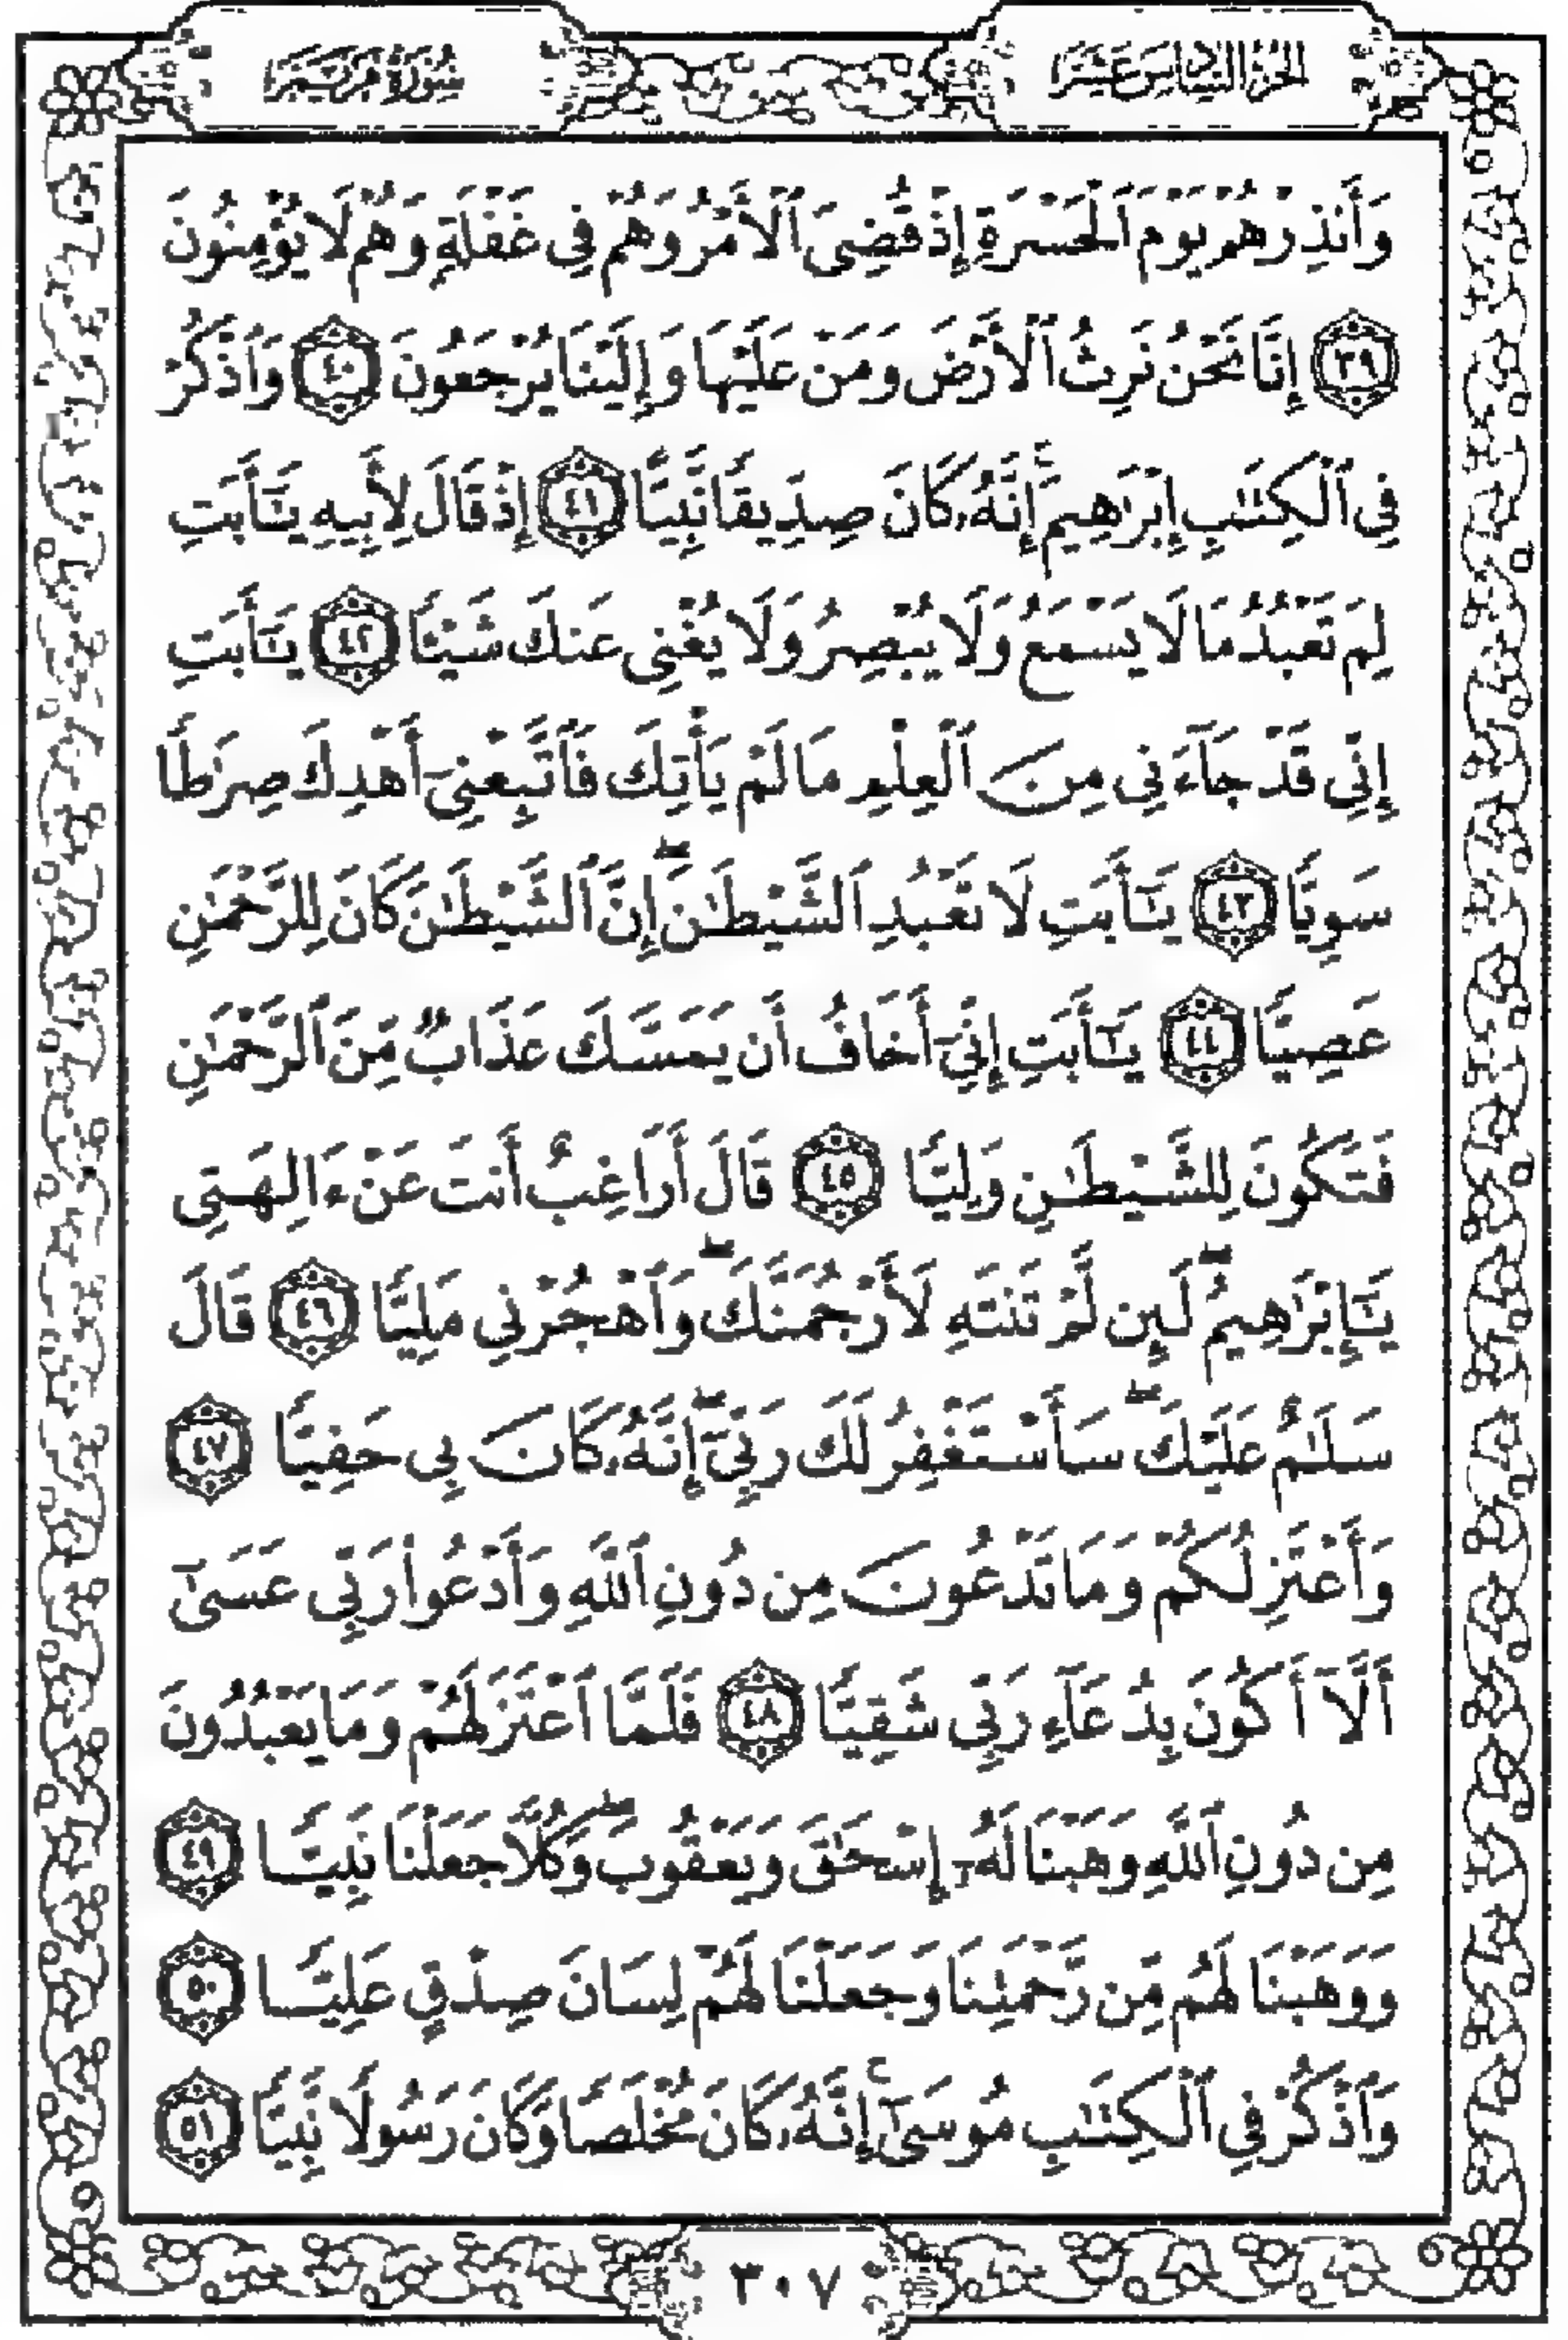 الجزء السادس عشر
سورة مريم
وَأَنذِرْهُمْ يَوْمَ ٱلْحَسْرَةِ إِذْ قُضِىَ ٱلْأَمْرُ وَهُمْ فِى غَفْلَةٍ وَهُمْ لَا يُؤْمِنُونَ
٣٩ إِنَّا نَحْنُ نَرِثُ ٱلْأَرْضَ وَمَنْ عَلَيْهَا وَإِلَيْنَا يُرْجَعُونَ ٤٠ وَٱذْكُرْ
فِى ٱلْكِتَٰبِ إِبْرَٰهِيمَ ۚ إِنَّهُۥ كَانَ صِدِّيقًا نَّبِيًّا ٤١ إِذْ قَالَ لِأَبِيهِ يَٰٓأَبَتِ
لِمَ تَعْبُدُ مَا لَا يَسْمَعُ وَلَا يُبْصِرُ وَلَا يُغْنِى عَنكَ شَيْـًٔا ٤٢ يَٰٓأَبَتِ
إِنِّى قَدْ جَآءَنِى مِنَ ٱلْعِلْمِ مَا لَمْ يَأْتِكَ فَٱتَّبِعْنِىٓ أَهْدِكَ صِرَٰطًا
سَوِيًّا ٤٣ يَٰٓأَبَتِ لَا تَعْبُدِ ٱلشَّيْطَٰنَ ۖ إِنَّ ٱلشَّيْطَٰنَ كَانَ لِلرَّحْمَٰنِ
عَصِيًّا ٤٤ يَٰٓأَبَتِ إِنِّىٓ أَخَافُ أَن يَمَسَّكَ عَذَابٌ مِّنَ ٱلرَّحْمَٰنِ
فَتَكُونَ لِلشَّيْطَٰنِ وَلِيًّا ٤٥ قَالَ أَرَاغِبٌ أَنتَ عَنْ ءَالِهَتِى
يَٰٓإِبْرَٰهِيمُ ۖ لَئِن لَّمْ تَنتَهِ لَأَرْجُمَنَّكَ ۖ وَٱهْجُرْنِى مَلِيًّا ٤٦ قَالَ
سَلَٰمٌ عَلَيْكَ ۖ سَأَسْتَغْفِرُ لَكَ رَبِّىٓ ۖ إِنَّهُۥ كَانَ بِى حَفِيًّا ٤٧
وَأَعْتَزِلُكُمْ وَمَا تَدْعُونَ مِن دُونِ ٱللَّهِ وَأَدْعُوا۟ رَبِّى عَسَىٰٓ
أَلَّآ أَكُونَ بِدُعَآءِ رَبِّى شَقِيًّا ٤٨ فَلَمَّا ٱعْتَزَلَهُمْ وَمَا يَعْبُدُونَ
مِن دُونِ ٱللَّهِ وَهَبْنَا لَهُۥٓ إِسْحَٰقَ وَيَعْقُوبَ ۖ وَكُلًّا جَعَلْنَا نَبِيًّا ٤٩
وَوَهَبْنَا لَهُم مِّن رَّحْمَتِنَا وَجَعَلْنَا لَهُمْ لِسَانَ صِدْقٍ عَلِيًّا ٥٠
وَٱذْكُرْ فِى ٱلْكِتَٰبِ مُوسَىٰٓ ۚ إِنَّهُۥ كَانَ مُخْلَصًا وَكَانَ رَسُولًا نَّبِيًّا ٥١
٣٠٧